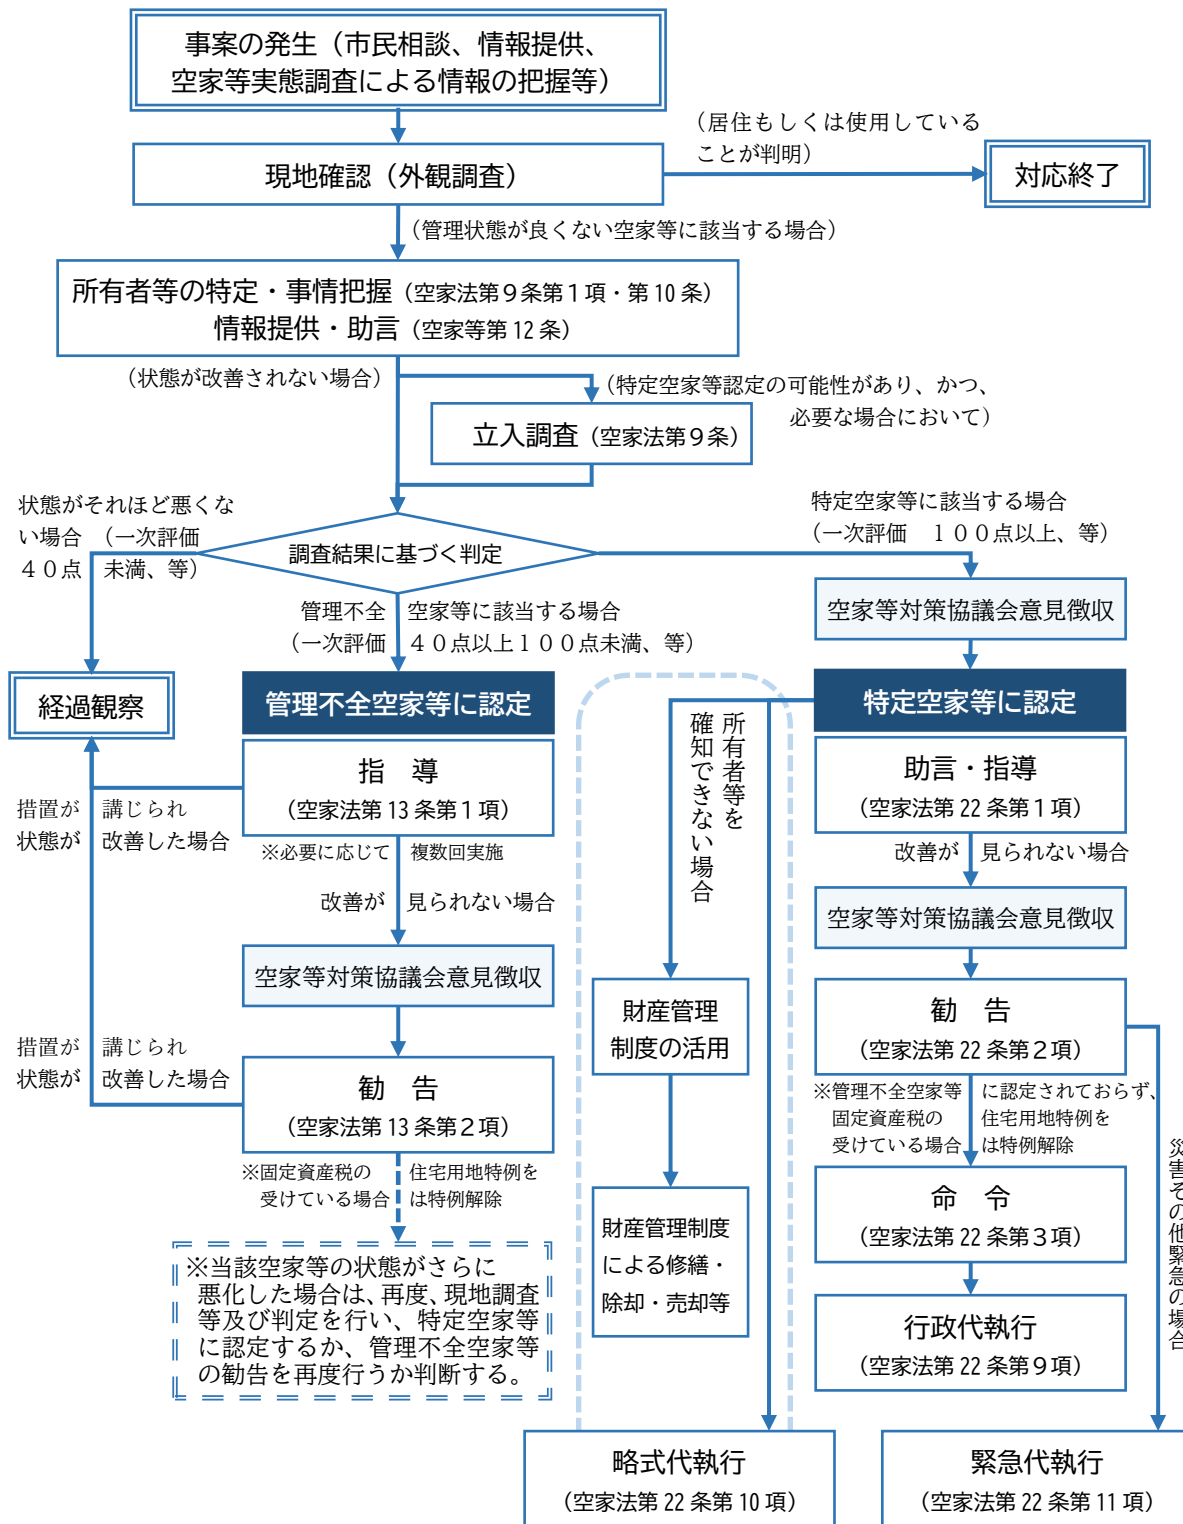 事案の発生（市民相談、情報提供、
空家等実態調査による情報の把握等）
（居住もしくは使用している
ことが判明）
現地確認（外観調査）
対応終了
（管理状態が良くない空家等に該当する場合）
所有者等の特定・事情把握（空家法第９条第１項・第10条）
情報提供・助言（空家等第12条）
（状態が改善されない場合）
（特定空家等認定の可能性があり、かつ、
必要な場合において）
立入調査（空家法第９条）
状態がそれほど悪くな
い場合　（一次評価
４０点　未満、等）
調査結果に基づく判定
特定空家等に該当する場合
（一次評価　１００点以上、等）
管理不全　空家等に該当する場合
（一次評価　４０点以上１００点未満、等）
空家等対策協議会意見徴収
経過観察
管理不全空家等に認定
指　導
（空家法第13条第１項）
※必要に応じて　複数回実施
措置が　講じられ
状態が　改善した場合
改善が　見られない場合
空家等対策協議会意見徴収
措置が　講じられ
状態が　改善した場合
勧　告
（空家法第13条第２項）
※固定資産税の　住宅用地特例を
受けている場合　は特例解除
※当該空家等の状態がさらに
悪化した場合は、再度、現地調査
等及び判定を行い、特定空家等
に認定するか、管理不全空家等
の勧告を再度行うか判断する。
所有者等を
確知できない場合
財産管理
制度の活用
財産管理制度
による修繕・
除却・売却等
略式代執行
（空家法第22条第10項）
特定空家等に認定
助言・指導
（空家法第22条第１項）
改善が　見られない場合
空家等対策協議会意見徴収
勧　告
（空家法第22条第２項）
※管理不全空家等　に認定されておらず、
固定資産税の　住宅用地特例を
受けている場合　は特例解除
命　令
（空家法第22条第３項）
行政代執行
（空家法第22条第９項）
災害その他緊急の場合
緊急代執行
（空家法第22条第11項）